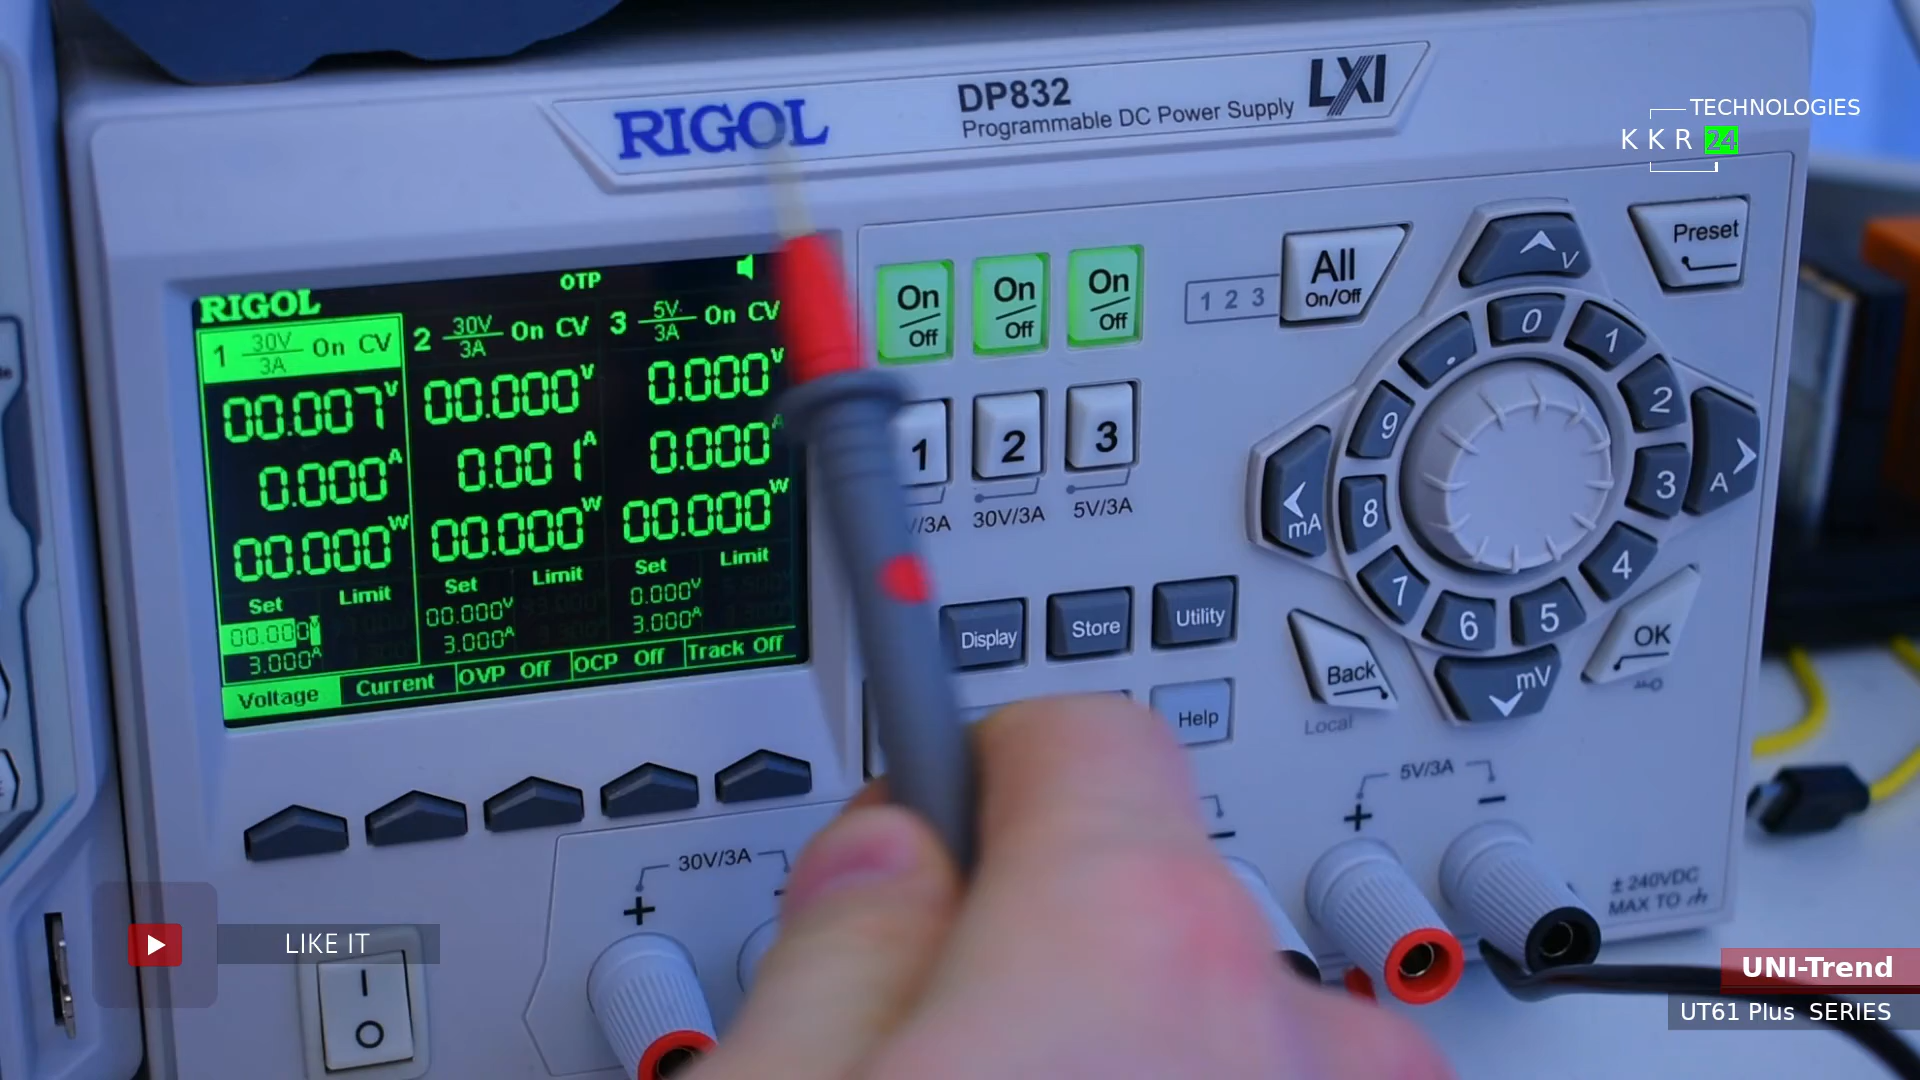 RIGOL
DP832
Programmable DC Power Supply
LXI
TECHNOLOGIES
KKR 24
RIGOL
OTP
1 30V/3A On CV
2 30V/3A On CV
3 5V/3A On CV
00.007V
00.000V
0.000V
0.000A
0.001A
0.000A
00.000W
00.000W
00.000W
Set Limit
Set Limit
Set Limit
00.000V
00.000V
0.000V
3.000A
3.000A
3.000A
Voltage
Current
OVP Off
OCP Off
Track Off
On/Off
On/Off
On/Off
1 2 3
All
On/Off
Preset
1
2
3
V/3A
30V/3A
5V/3A
V
mA
A
mV
.
0
1
2
3
4
5
6
7
8
9
Display
Store
Utility
Help
Back
Local
OK
30V/3A
+
-
5V/3A
+ -
± 240VDC
MAX TO
LIKE IT
I
O
UNI-Trend
UT61 Plus SERIES